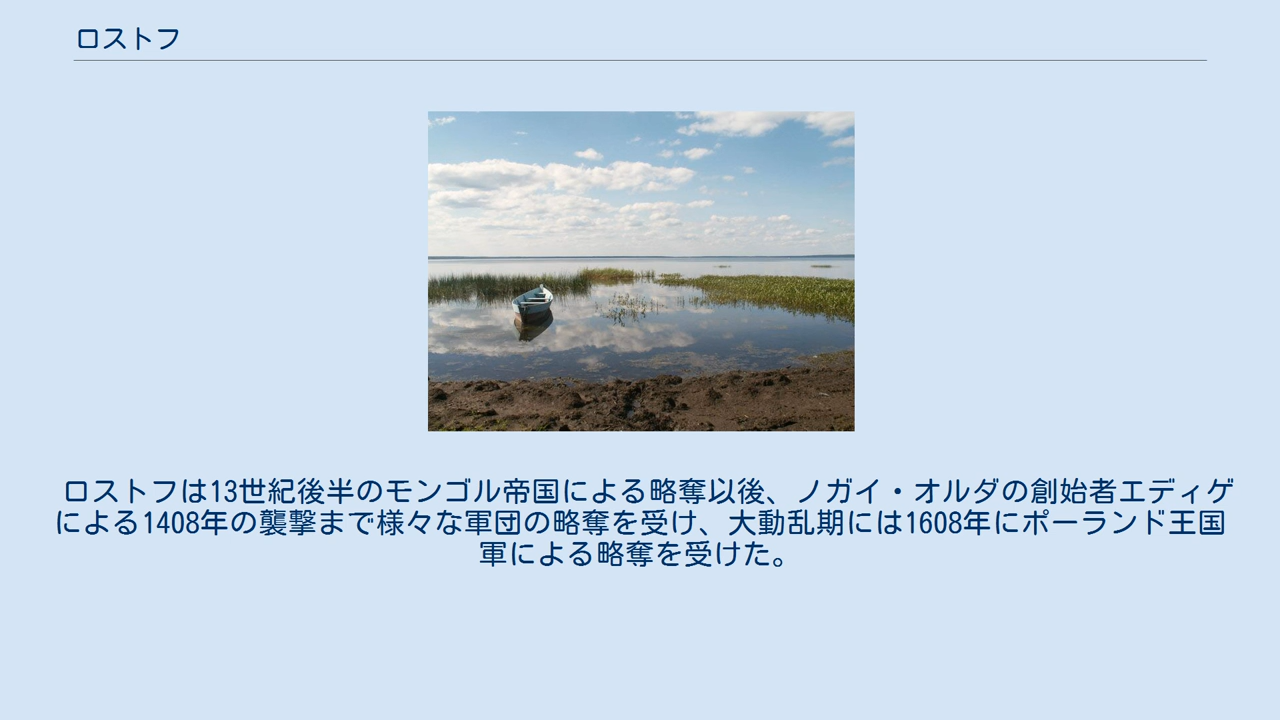 ロストフ
ロストフは13世紀後半のモンゴル帝国による略奪以後、ノガイ・オルダの創始者エディゲ
による1408年の襲撃まで様々な軍団の略奪を受け、大動乱期には1608年にポーランド王国
軍による略奪を受けた。